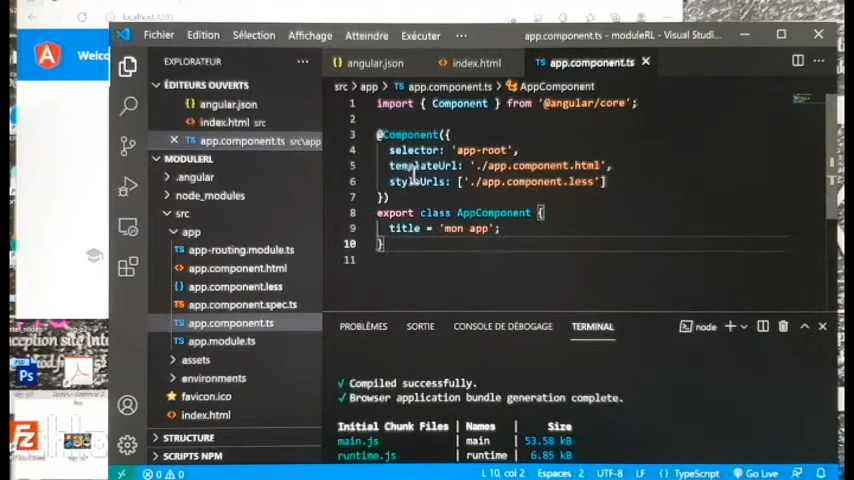 localhost:4200
Welco
Fichier Edition Sélection Affichage Atteindre Exécuter ··· app.component.ts - moduleRL - Visual Studi...
EXPLORATEUR
ÉDITEURS OUVERTS
angular.json
index.html src
app.component.ts src\app
MODULERL
.angular
node_modules
src
app
app-routing.module.ts
app.component.html
app.component.less
app.component.spec.ts
app.component.ts
app.module.ts
assets
environments
favicon.ico
index.html
STRUCTURE
SCRIPTS NPM
angular.json index.html app.component.ts
src > app > app.component.ts > AppComponent
1 import { Component } from '@angular/core';
2
3 @Component({
4 selector: 'app-root',
5 templateUrl: './app.component.html',
6 styleUrls: ['./app.component.less']
7 })
8 export class AppComponent {
9 title = 'mon app';
10 }
11
PROBLÈMES SORTIE CONSOLE DE DÉBOGAGE TERMINAL node
√ Compiled successfully.
√ Browser application bundle generation complete.
Initial Chunk Files | Names | Size
main.js | main | 53.58 kB
runtime.js | runtime | 6.85 kB
0 0 L 10, col 2 Espaces : 2 UTF-8 LF TypeScript Go Live
Ps